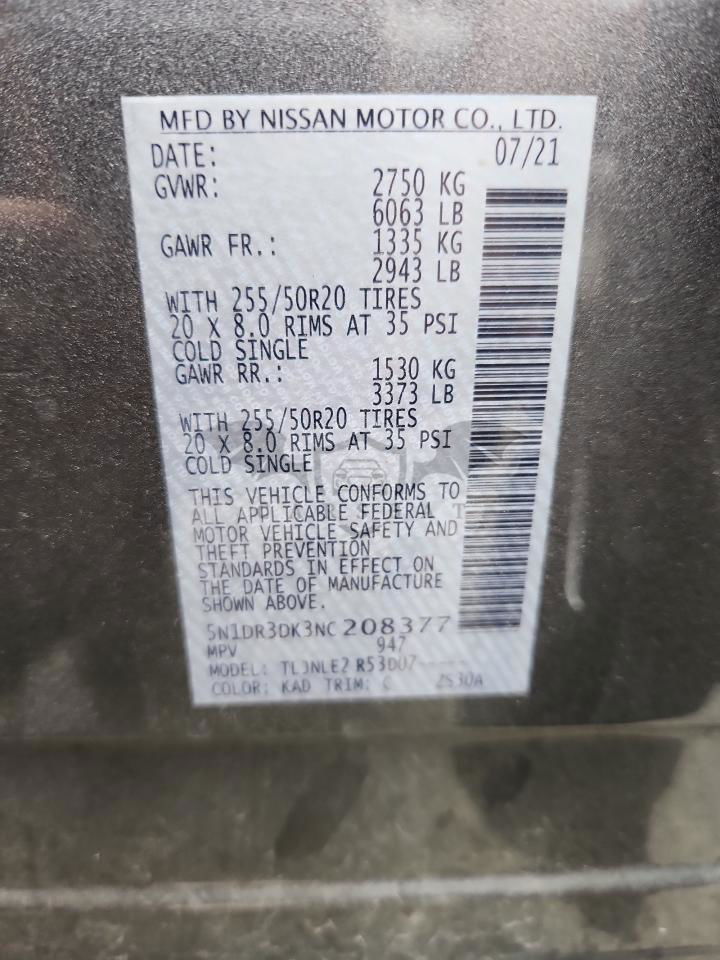 MFD BY NISSAN MOTOR CO., LTD.
DATE: 07/21
GVWR: 2750 KG
6063 LB
GAWR FR.: 1335 KG
2943 LB
WITH 255/50R20 TIRES
20 X 8.0 RIMS AT 35 PSI
COLD SINGLE
GAWR RR.: 1530 KG
3373 LB
WITH 255/50R20 TIRES
20 X 8.0 RIMS AT 35 PSI
COLD SINGLE
THIS VEHICLE CONFORMS TO
ALL APPLICABLE FEDERAL T
MOTOR VEHICLE SAFETY AND
THEFT PREVENTION
STANDARDS IN EFFECT ON
THE DATE OF MANUFACTURE
SHOWN ABOVE.
5N1DR3DK3NC208377
MPV 947
MODEL: R53D07-----
COLOR: KAD TRIM: